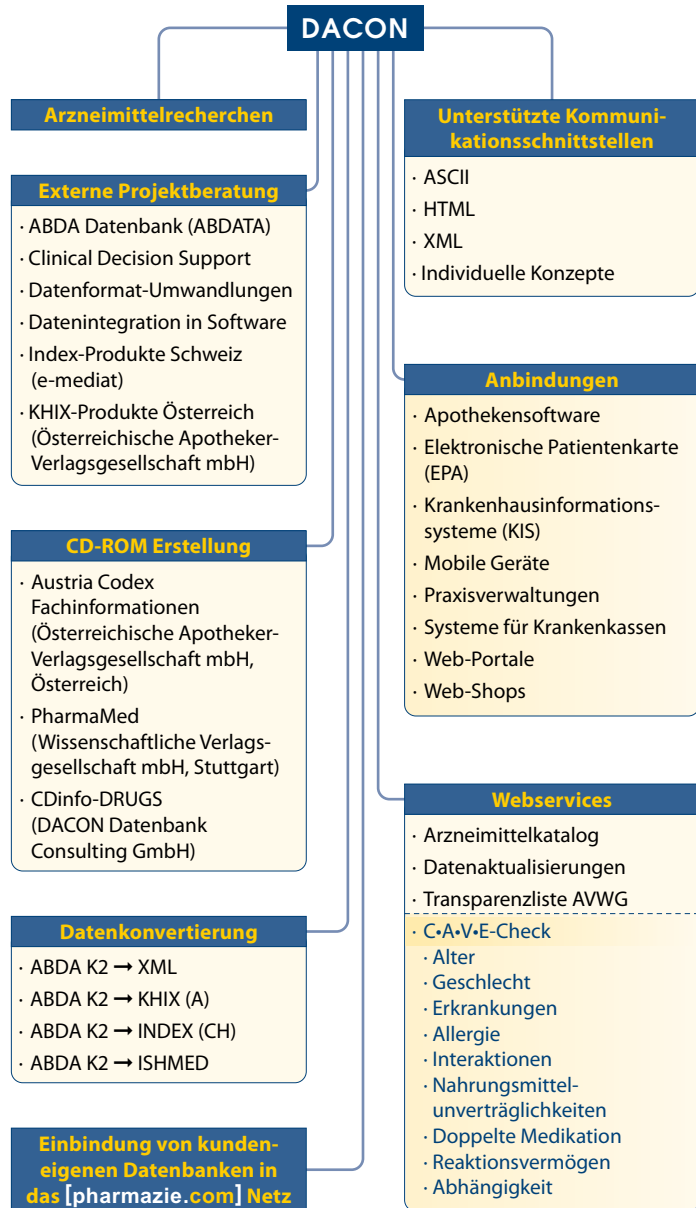 DACON
Arzneimittelrecherchen
Externe Projektberatung
· ABDA Datenbank (ABDATA)
· Clinical Decision Support
· Datenformat-Umwandlungen
· Datenintegration in Software
· Index-Produkte Schweiz
(e-mediat)
· KHIX-Produkte Österreich
(Österreichische Apotheker-
Verlagsgesellschaft mbH)
CD-ROM Erstellung
· Austria Codex
Fachinformationen
(Österreichische Apotheker-
Verlagsgesellschaft mbH,
Österreich)
· PharmaMed
(Wissenschaftliche Verlags-
gesellschaft mbH, Stuttgart)
· CDinfo-DRUGS
(DACON Datenbank
Consulting GmbH)
Datenkonvertierung
· ABDA K2 → XML
· ABDA K2 → KHIX (A)
· ABDA K2 → INDEX (CH)
· ABDA K2 → ISHMED
Einbindung von kunden-
eigenen Datenbanken in
das [pharmazie.com] Netz
Unterstützte Kommuni-
kationsschnittstellen
· ASCII
· HTML
· XML
· Individuelle Konzepte
Anbindungen
· Apothekensoftware
· Elektronische Patientenkarte
(EPA)
· Krankenhausinformations-
systeme (KIS)
· Mobile Geräte
· Praxisverwaltungen
· Systeme für Krankenkassen
· Web-Portale
· Web-Shops
Webservices
· Arzneimittelkatalog
· Datenaktualisierungen
· Transparenzliste AVWG
· C•A•V•E-Check
· Alter
· Geschlecht
· Erkrankungen
· Allergie
· Interaktionen
· Nahrungsmittel-
unverträglichkeiten
· Doppelte Medikation
· Reaktionsvermögen
· Abhängigkeit